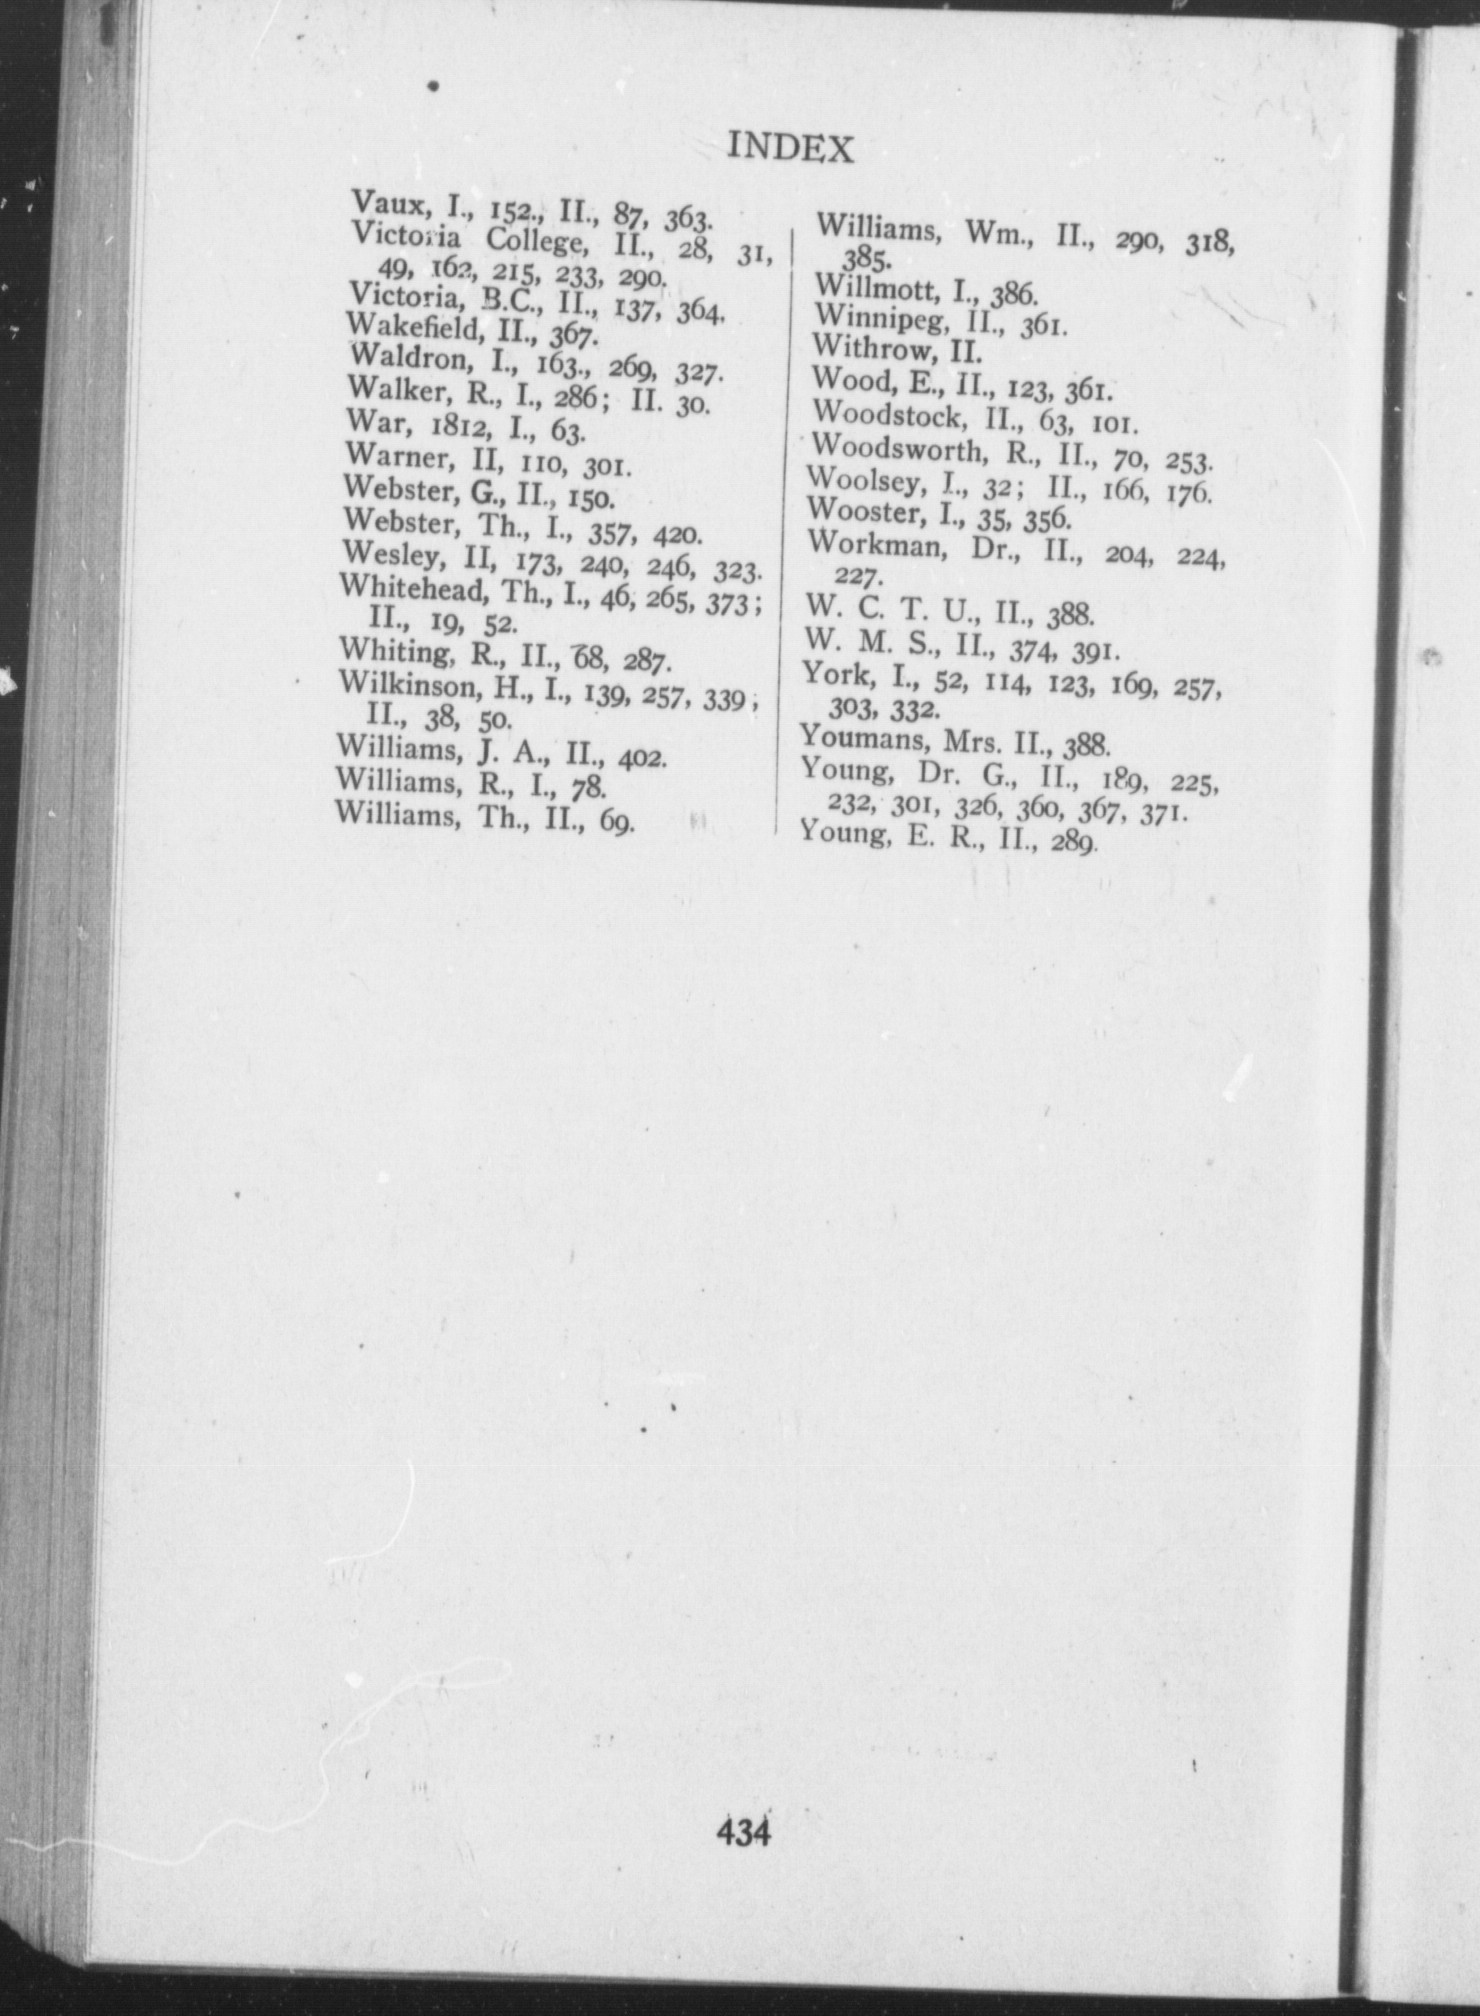 INDEX
Vaux, I., 152., II., 87, 363.
Victoria College, II., 28, 31,
49, 162, 215, 233, 290.
Victoria, B.C., II., 137, 364.
Wakefield, II., 367.
Waldron, I., 163., 269, 327.
Walker, R., I., 286; II. 30.
War, 1812, I., 63.
Warner, II, 110, 301.
Webster, G., II., 150.
Webster, Th., I., 357, 420.
Wesley, II, 173, 240, 246, 323.
Whitehead, Th., I., 46, 265, 373;
II., 19, 52.
Whiting, R., II., 68, 287.
Wilkinson, H., I., 139, 257, 339;
II., 38, 50.
Williams, J. A., II., 402.
Williams, R., I., 78.
Williams, Th., II., 69.
Williams, Wm., II., 290, 318,
385.
Willmott, I., 386.
Winnipeg, II., 361.
Withrow, II.
Wood, E., II., 123, 361.
Woodstock, II., 63, 101.
Woodsworth, R., II., 70, 253.
Woolsey, I., 32; II., 166, 176.
Wooster, I., 35, 356.
Workman, Dr., II., 204, 224,
227.
W. C. T. U., II., 388.
W. M. S., II., 374, 391.
York, I., 52, 114, 123, 169, 257,
303, 332.
Youmans, Mrs. II., 388.
Young, Dr. G., II., 189, 225,
232, 301, 326, 360, 367, 371.
Young, E. R., II., 289.
434